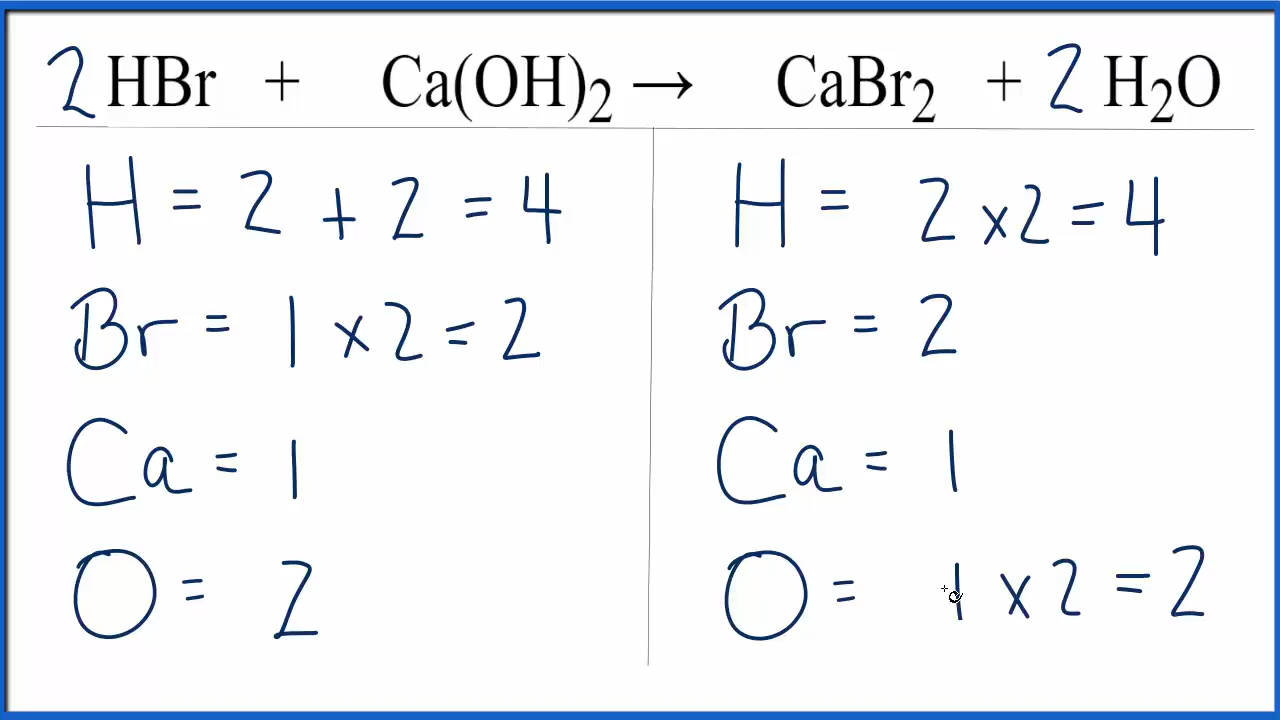 2 HBr + Ca(OH)₂ → CaBr₂ + 2 H₂O
H = 2 + 2 = 4 H = 2 x 2 = 4
Br = 1 x 2 = 2 Br = 2
Ca = 1 Ca = 1
O = 2 O = 1 x 2 = 2